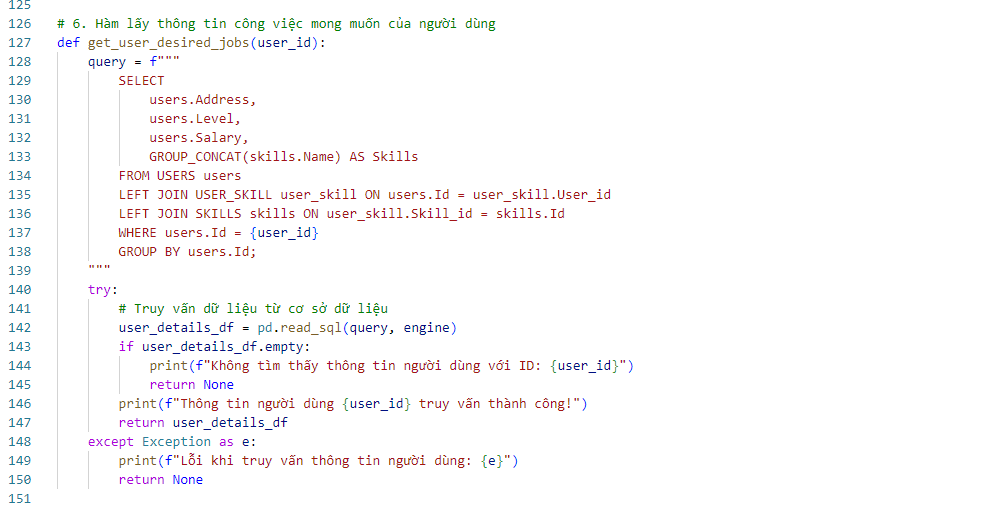 125
126 # 6. Hàm lấy thông tin công việc mong muốn của người dùng
127 def get_user_desired_jobs(user_id):
128     query = f"""
129         SELECT
130             users.Address,
131             users.Level,
132             users.Salary,
133             GROUP_CONCAT(skills.Name) AS Skills
134         FROM USERS users
135         LEFT JOIN USER_SKILL user_skill ON users.Id = user_skill.User_id
136         LEFT JOIN SKILLS skills ON user_skill.Skill_id = skills.Id
137         WHERE users.Id = {user_id}
138         GROUP BY users.Id;
139     """
140     try:
141         # Truy vấn dữ liệu từ cơ sở dữ liệu
142         user_details_df = pd.read_sql(query, engine)
143         if user_details_df.empty:
144             print(f"Không tìm thấy thông tin người dùng với ID: {user_id}")
145             return None
146         print(f"Thông tin người dùng {user_id} truy vấn thành công!")
147         return user_details_df
148     except Exception as e:
149         print(f"Lỗi khi truy vấn thông tin người dùng: {e}")
150         return None
151